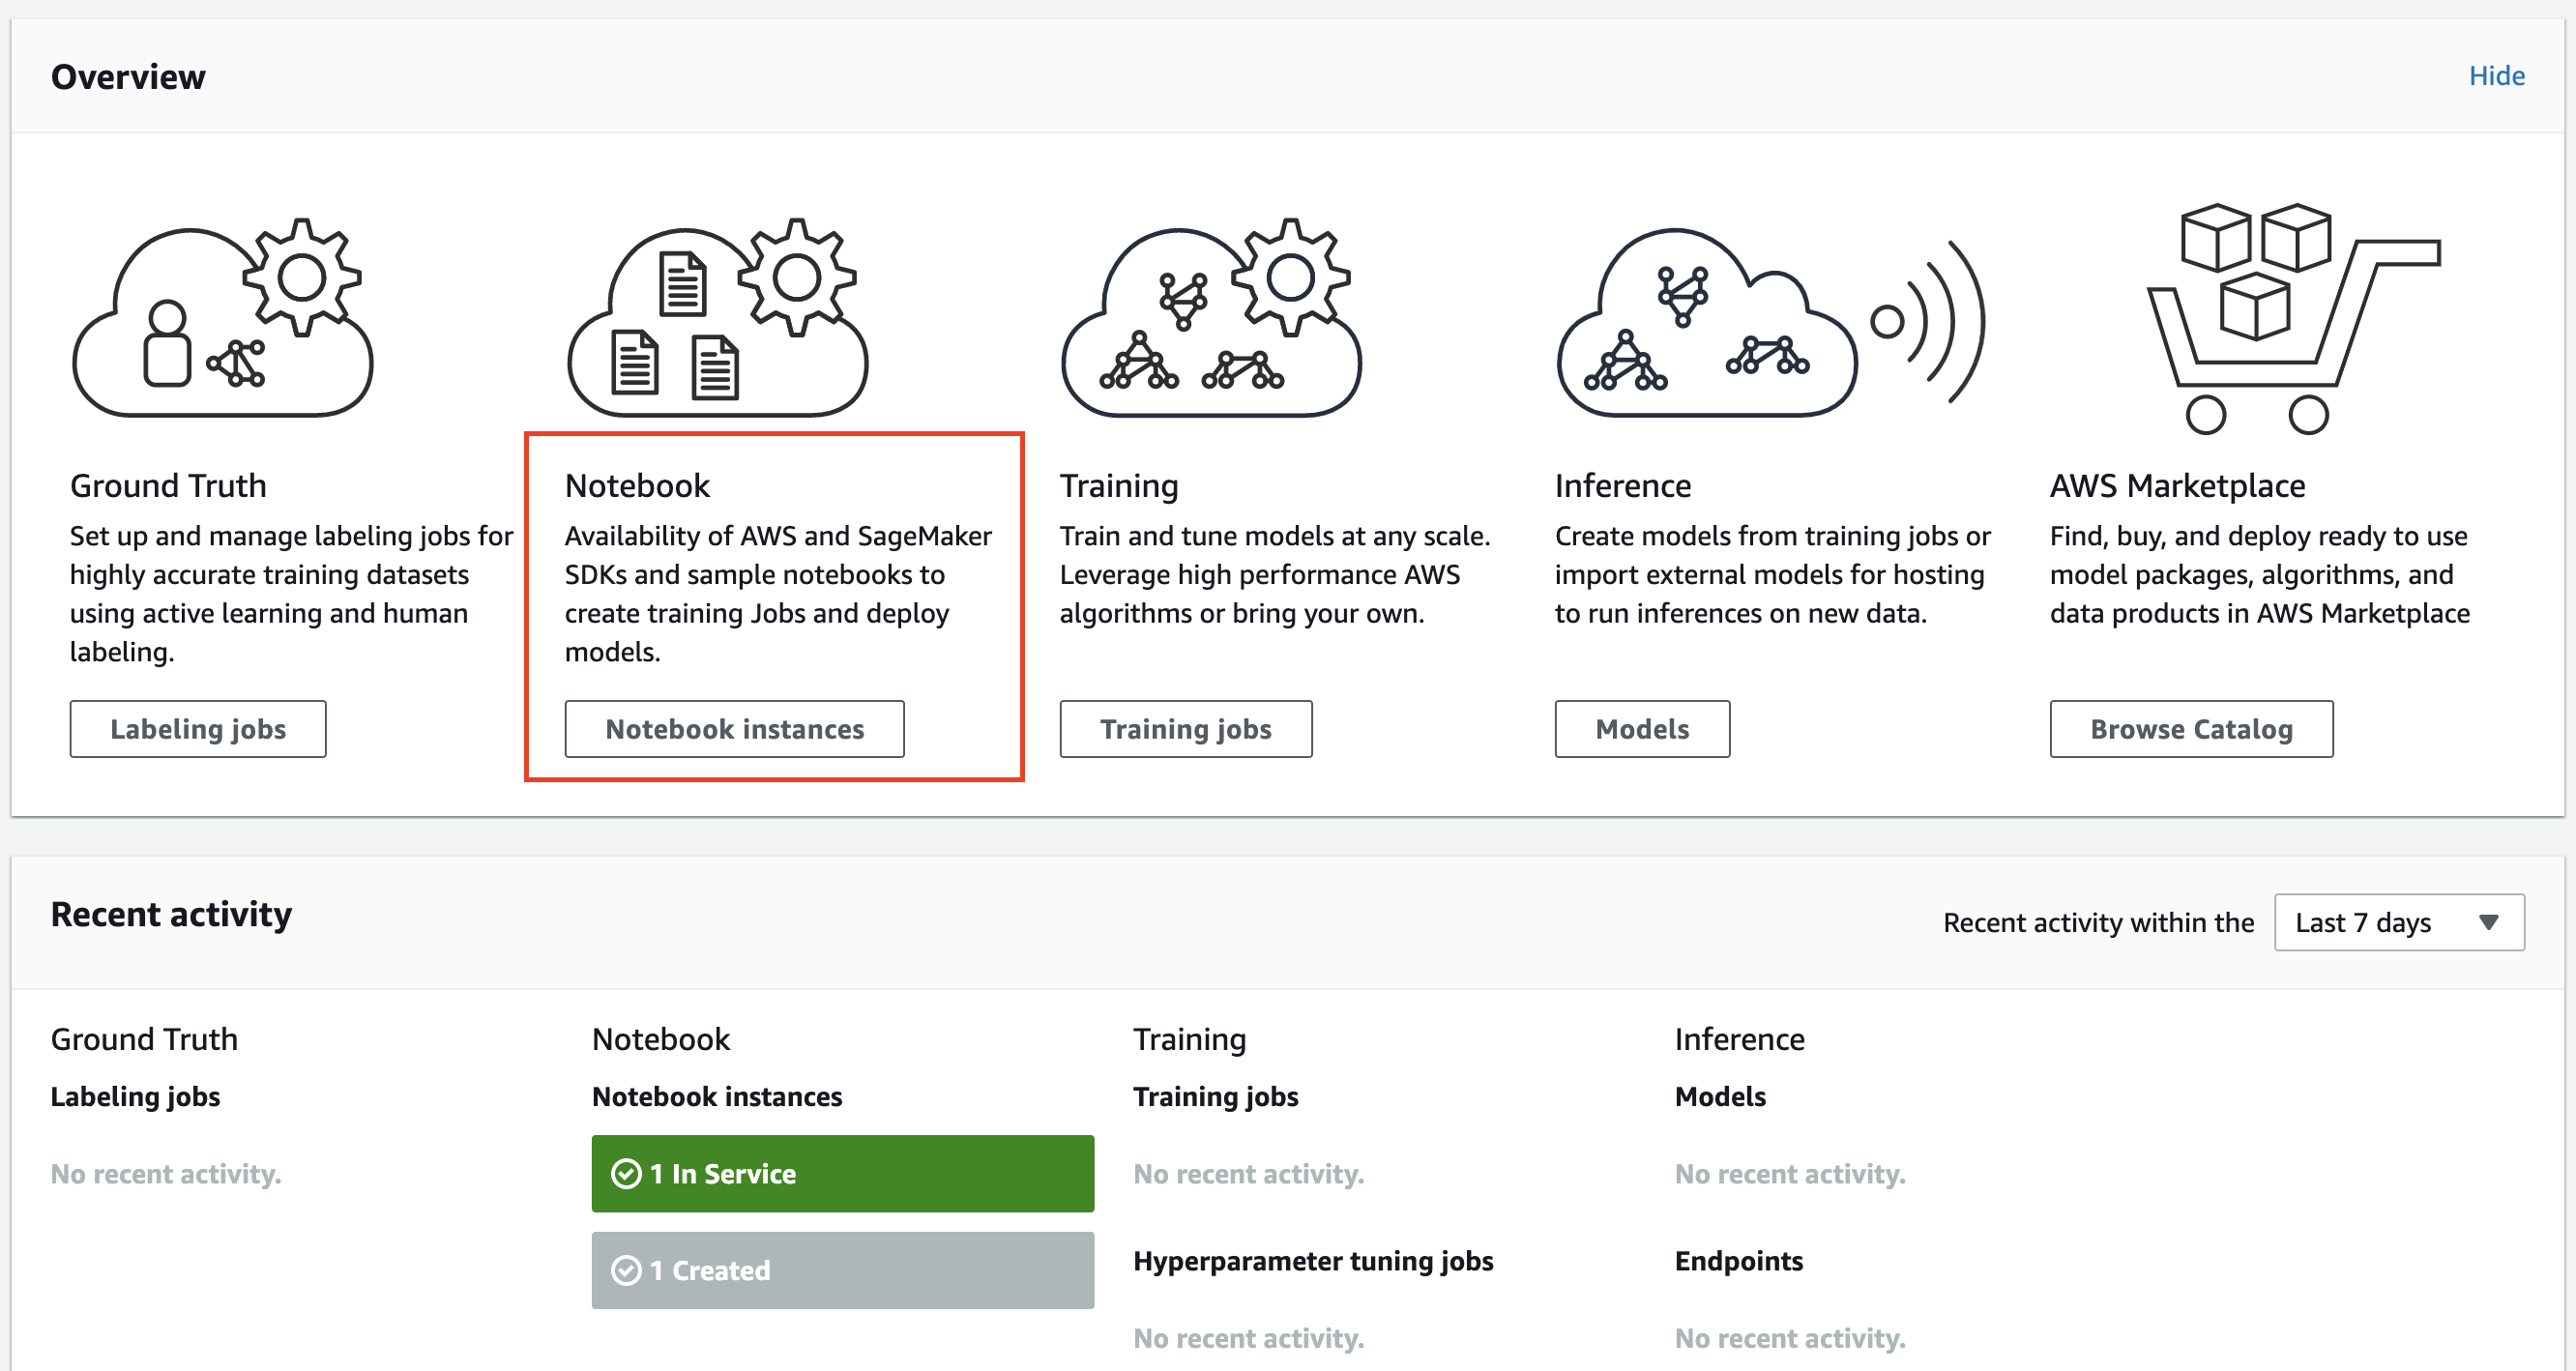 Overview
Hide
Ground Truth
Set up and manage labeling jobs for
highly accurate training datasets
using active learning and human
labeling.
Labeling jobs
Notebook
Availability of AWS and SageMaker
SDKs and sample notebooks to
create training Jobs and deploy
models.
Notebook instances
Training
Train and tune models at any scale.
Leverage high performance AWS
algorithms or bring your own.
Training jobs
Inference
Create models from training jobs or
import external models for hosting
to run inferences on new data.
Models
AWS Marketplace
Find, buy, and deploy ready to use
model packages, algorithms, and
data products in AWS Marketplace
Browse Catalog
Recent activity
Recent activity within the
Last 7 days
Ground Truth
Labeling jobs
No recent activity.
Notebook
Notebook instances
1 In Service
1 Created
Training
Training jobs
No recent activity.
Hyperparameter tuning jobs
No recent activity.
Inference
Models
No recent activity.
Endpoints
No recent activity.